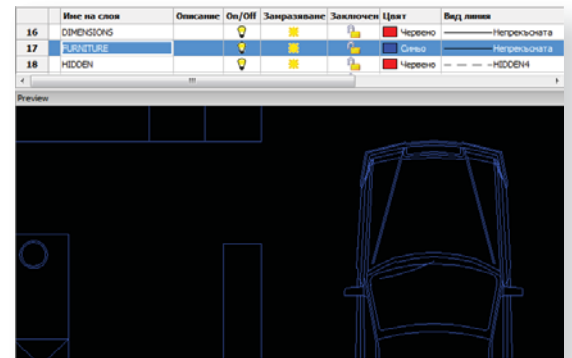 Име на слоя Описание On/Off Замразяване Заключен Цвят Вид линия
16 DIMENSIONS Червено Непрекъсната
17 FURNITURE Синьо Непрекъсната
18 HIDDEN Червено HIDDEN4
Preview